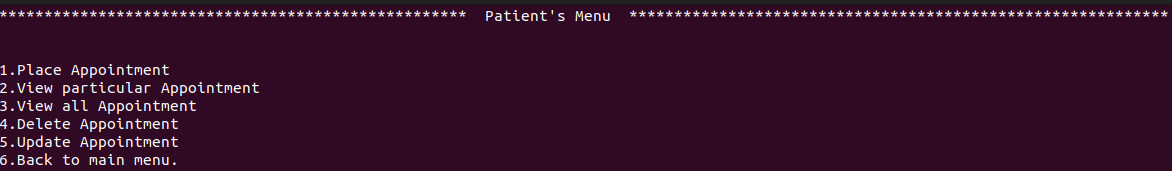 **************************************************** Patient's Menu ************************************************************
1.Place Appointment
2.View particular Appointment
3.View all Appointment
4.Delete Appointment
5.Update Appointment
6.Back to main menu.